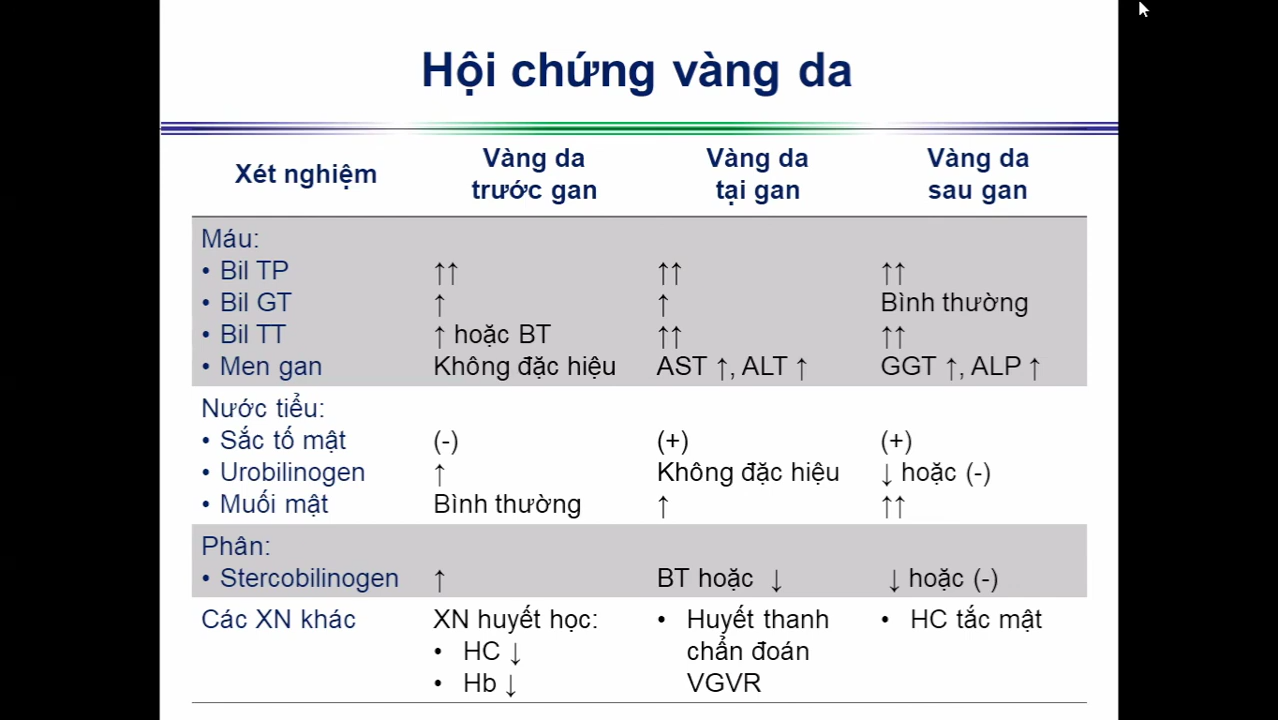 Hội chứng vàng da
Xét nghiệm
Vàng da trước gan
Vàng da tại gan
Vàng da sau gan
Máu:
• Bil TP ↑↑ ↑↑ ↑↑
• Bil GT ↑ ↑ Bình thường
• Bil TT ↑ hoặc BT ↑↑ ↑↑
• Men gan Không đặc hiệu AST ↑, ALT ↑ GGT ↑, ALP ↑
Nước tiểu:
• Sắc tố mật (-) (+) (+)
• Urobilinogen ↑ Không đặc hiệu ↓ hoặc (-)
• Muối mật Bình thường ↑ ↑↑
Phân:
• Stercobilinogen ↑ BT hoặc ↓ ↓ hoặc (-)
Các XN khác XN huyết học: • Huyết thanh • HC tắc mật
• HC ↓ chẩn đoán
• Hb ↓ VGVR